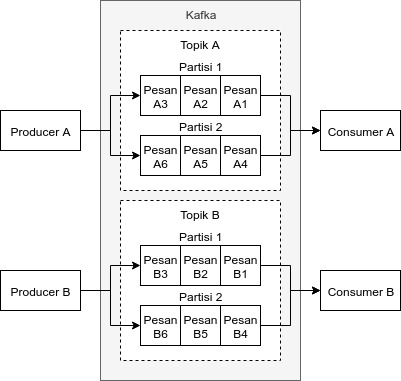 Kafka
Topik A
Partisi 1
Pesan A3
Pesan A2
Pesan A1
Partisi 2
Pesan A6
Pesan A5
Pesan A4
Producer A
Consumer A
Topik B
Partisi 1
Pesan B3
Pesan B2
Pesan B1
Partisi 2
Pesan B6
Pesan B5
Pesan B4
Producer B
Consumer B